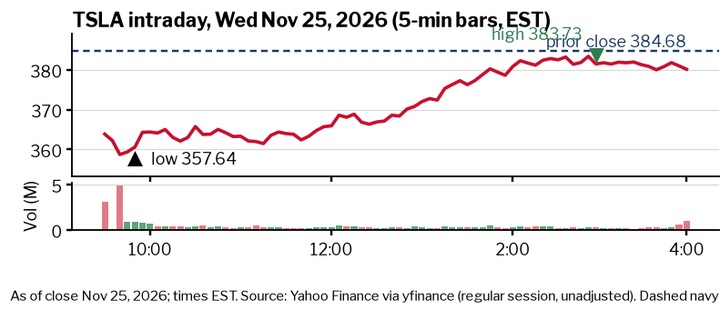 TSLA intraday, Wed Nov 25, 2026 (5-min bars, EST)
high 383.73
prior close 384.68
380
370
360
low 357.64
Vol (M)
5
0
10:00 12:00 2:00 4:00
As of close Nov 25, 2026; times EST. Source: Yahoo Finance via yfinance (regular session, unadjusted). Dashed navy